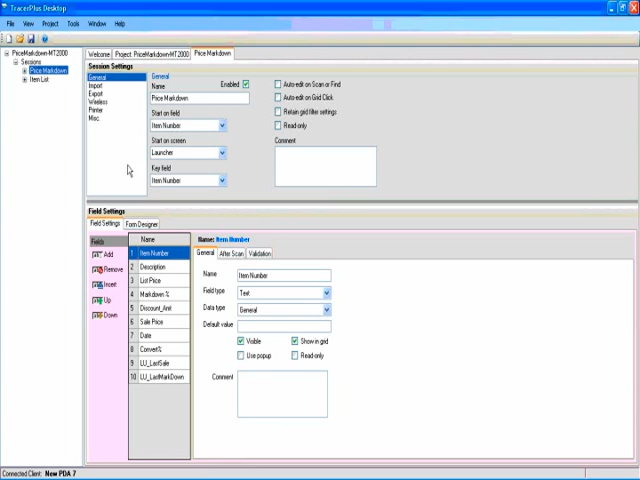 TracerPlus Desktop
File View Project Tools Window Help
PriceMarkdown-MT2000
Sessions
Price Markdown
Item List
Welcome Project: PriceMarkdown-MT2000 Price Markdown
Session Settings
General
Import
Export
Wireless
Printer
Misc.
General
Name Enabled
Price Markdown
Start on field
Item Number
Start on screen
Launcher
Key field
Item Number
Auto-edit on Scan or Find
Auto-edit on Grid Click
Retain grid filter settings
Read-only
Comment
Field Settings
Field Settings Form Designer
Fields
Add
Remove
Insert
Up
Down
Name
1 Item Number
2 Description
3 List Price
4 Markdown %
5 Discount_Amt
6 Sale Price
7 Date
8 Convert%
9 LU_LastSale
10 LU_LastMarkDown
Name: Item Number
General After Scan Validation
Name Item Number
Field type Text
Data type General
Default value
Visible Show in grid
Use popup Read only
Comment
Connected Client: New PDA 7